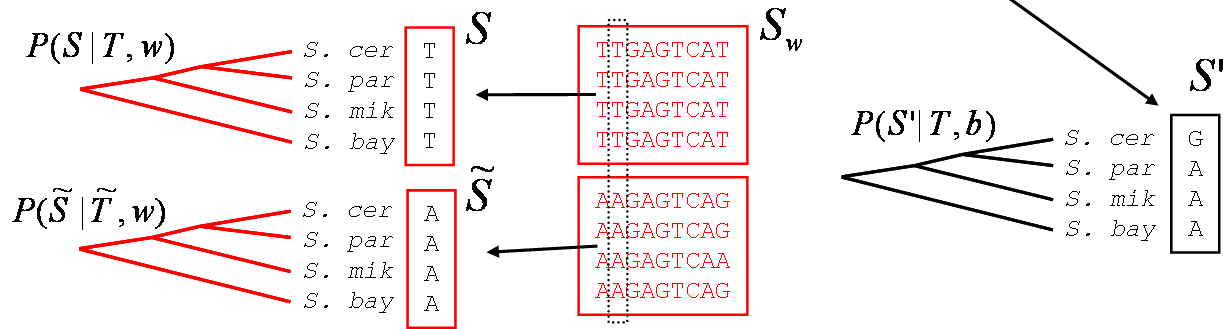 P(S | T, w)
S. cer T
S. par T
S. mik T
S. bay T
S
TTGAGTCAT
TTGAGTCAT
TTGAGTCAT
TTGAGTCAT
S_w
P(S̃ | T̃, w)
S. cer A
S. par A
S. mik A
S. bay A
S̃
AAGAGTCAG
AAGAGTCAG
AAGAGTCAA
AAGAGTCAG
S'
P(S' | T, b)
S. cer G
S. par A
S. mik A
S. bay A